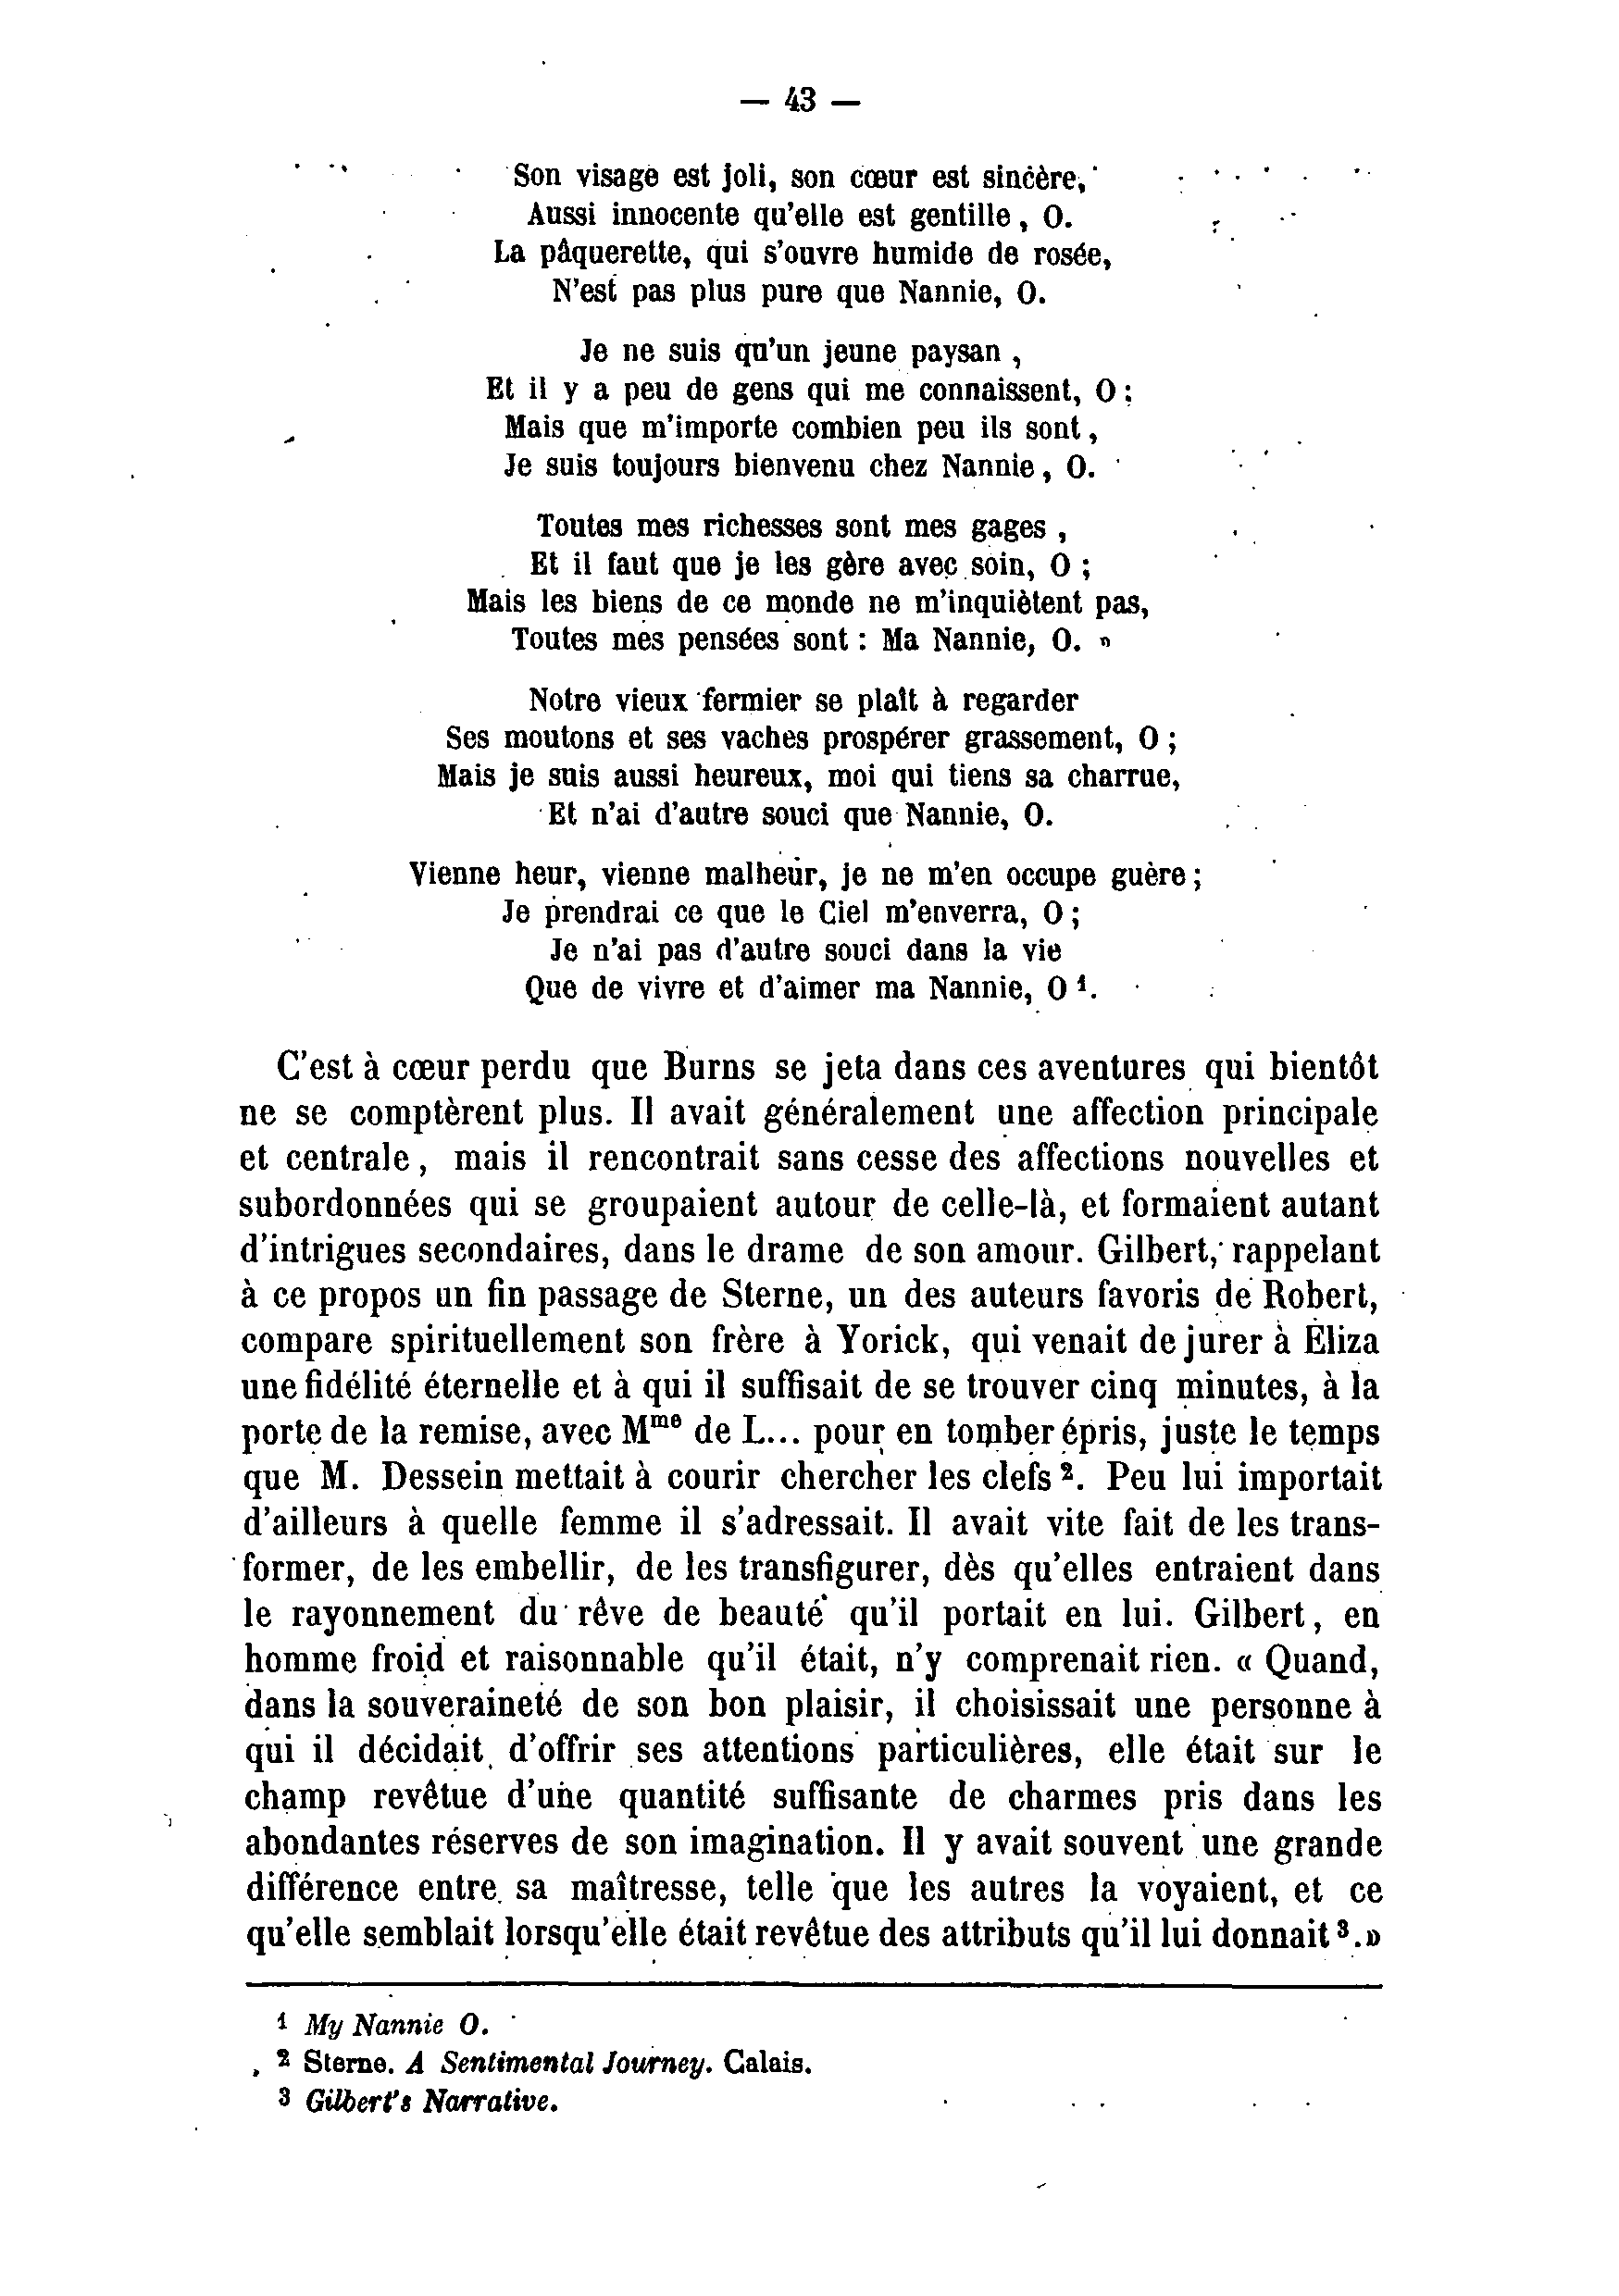 — 43 —
Son visage est joli, son cœur est sincère,
Aussi innocente qu'elle est gentille, O.
La pâquerette, qui s'ouvre humide de rosée,
N'est pas plus pure que Nannie, O.
Je ne suis qu'un jeune paysan,
Et il y a peu de gens qui me connaissent, O ;
Mais que m'importe combien peu ils sont,
Je suis toujours bienvenu chez Nannie, O.
Toutes mes richesses sont mes gages,
Et il faut que je les gère avec soin, O ;
Mais les biens de ce monde ne m'inquiètent pas,
Toutes mes pensées sont : Ma Nannie, O. »
Notre vieux fermier se plaît à regarder
Ses moutons et ses vaches prospérer grassement, O ;
Mais je suis aussi heureux, moi qui tiens sa charrue,
Et n'ai d'autre souci que Nannie, O.
Vienne heur, vienne malheur, je ne m'en occupe guère ;
Je prendrai ce que le Ciel m'enverra, O ;
Je n'ai pas d'autre souci dans la vie
Que de vivre et d'aimer ma Nannie, O ¹.
C'est à cœur perdu que Burns se jeta dans ces aventures qui bientôt
ne se comptèrent plus. Il avait généralement une affection principale
et centrale, mais il rencontrait sans cesse des affections nouvelles et
subordonnées qui se groupaient autour de celle-là, et formaient autant
d'intrigues secondaires, dans le drame de son amour. Gilbert, rappelant
à ce propos un fin passage de Sterne, un des auteurs favoris de Robert,
compare spirituellement son frère à Yorick, qui venait de jurer à Éliza
une fidélité éternelle et à qui il suffisait de se trouver cinq minutes, à la
porte de la remise, avec Mme de L... pour en tomber épris, juste le temps
que M. Dessein mettait à courir chercher les clefs ². Peu lui importait
d'ailleurs à quelle femme il s'adressait. Il avait vite fait de les trans-
former, de les embellir, de les transfigurer, dès qu'elles entraient dans
le rayonnement du rêve de beauté qu'il portait en lui. Gilbert, en
homme froid et raisonnable qu'il était, n'y comprenait rien. « Quand,
dans la souveraineté de son bon plaisir, il choisissait une personne à
qui il décidait d'offrir ses attentions particulières, elle était sur le
champ revêtue d'une quantité suffisante de charmes pris dans les
abondantes réserves de son imagination. Il y avait souvent une grande
différence entre sa maîtresse, telle que les autres la voyaient, et ce
qu'elle semblait lorsqu'elle était revêtue des attributs qu'il lui donnait ³.»
¹ My Nannie O.
² Sterne. A Sentimental Journey. Calais.
³ Gilbert's Narrative.